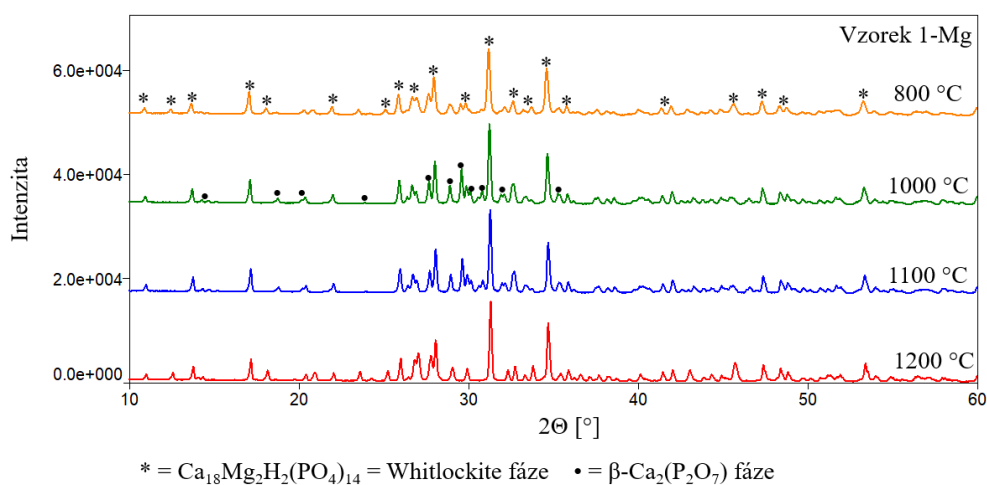 Vzorek 1-Mg
6.0e+004
800 °C
4.0e+004
1000 °C
Intenzita
2.0e+004
1100 °C
0.0e+000
1200 °C
10 20 30 40 50 60
2Θ [°]
* = Ca₁₈Mg₂H₂(PO₄)₁₄ = Whitlockite fáze • = β-Ca₂(P₂O₇) fáze